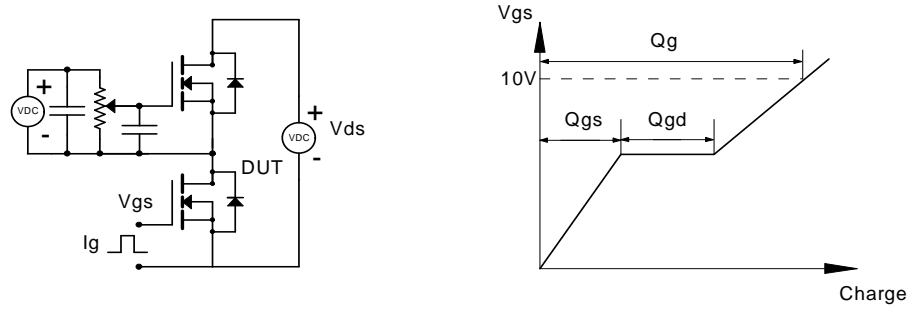 VDC
+
-
VDC
+
-
Vds
DUT
Vgs
Ig
Vgs
10V
Qg
Qgs
Qgd
Charge